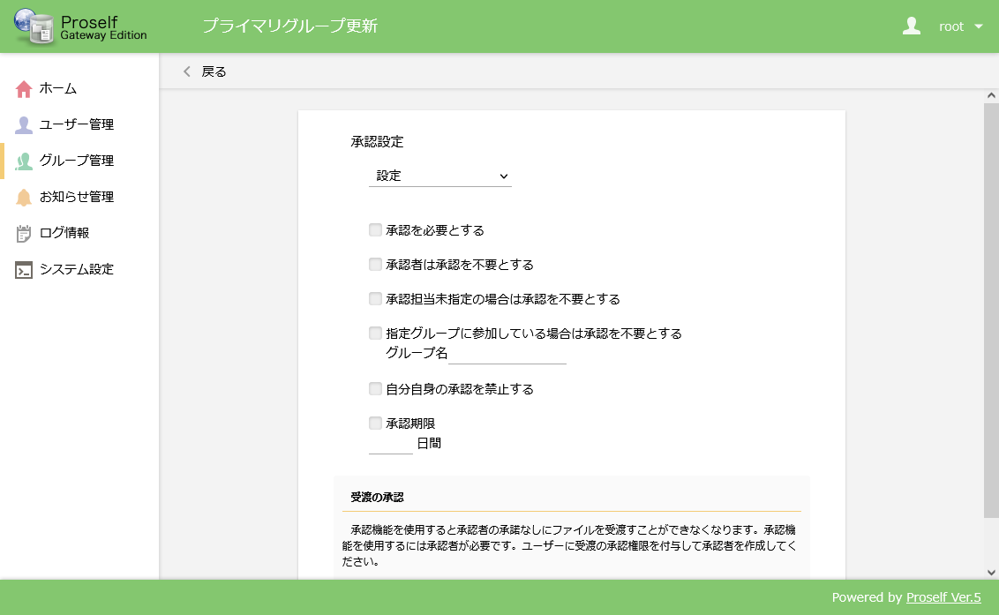 Proself
Gateway Edition
プライマリグループ更新
root
戻る
ホーム
ユーザー管理
グループ管理
お知らせ管理
ログ情報
システム設定
承認設定
設定
承認を必要とする
承認者は承認を不要とする
承認担当未指定の場合は承認を不要とする
指定グループに参加している場合は承認を不要とする
グループ名
自分自身の承認を禁止する
承認期限
日間
受渡の承認
承認機能を使用すると承認者の承諾なしにファイルを受渡すことができなくなります。承認機
能を使用するには承認者が必要です。ユーザーに受渡の承認権限を付与して承認者を作成してく
ださい。
Powered by Proself Ver.5